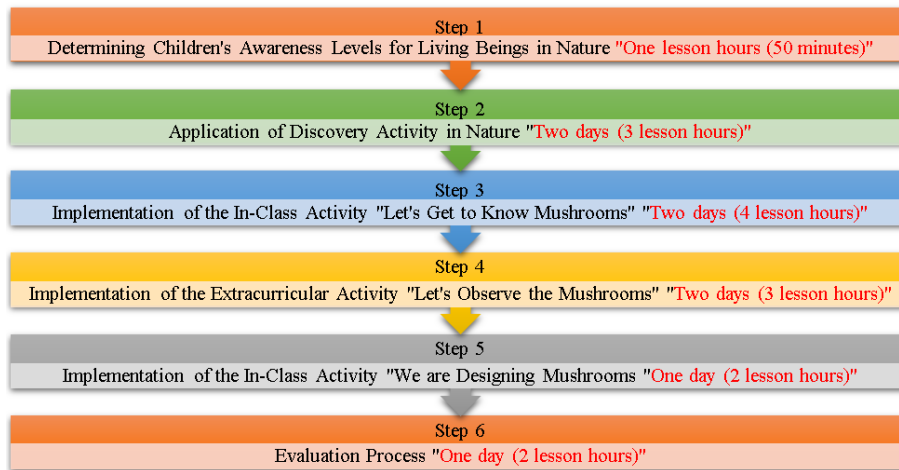 Step 1
Determining Children's Awareness Levels for Living Beings in Nature "One lesson hours (50 minutes)"
Step 2
Application of Discovery Activity in Nature "Two days (3 lesson hours)"
Step 3
Implementation of the In-Class Activity "Let's Get to Know Mushrooms" "Two days (4 lesson hours)"
Step 4
Implementation of the Extracurricular Activity "Let's Observe the Mushrooms" "Two days (3 lesson hours)"
Step 5
Implementation of the In-Class Activity "We are Designing Mushrooms "One day (2 lesson hours)"
Step 6
Evaluation Process "One day (2 lesson hours)"